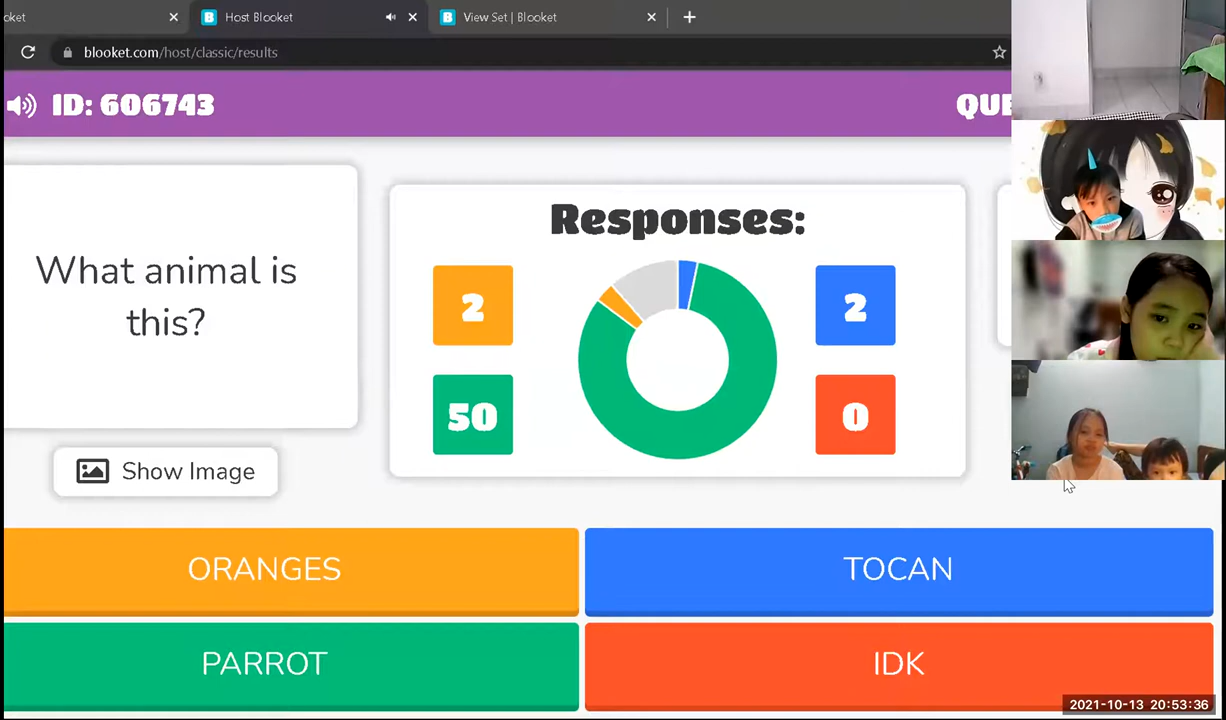 ocket
Host Blooket
View Set | Blooket
blooket.com/host/classic/results
ID: 606743
QUE
What animal is
this?
Show Image
Responses:
2
2
50
0
ORANGES
TOCAN
PARROT
IDK
2021-10-13 20:53:36